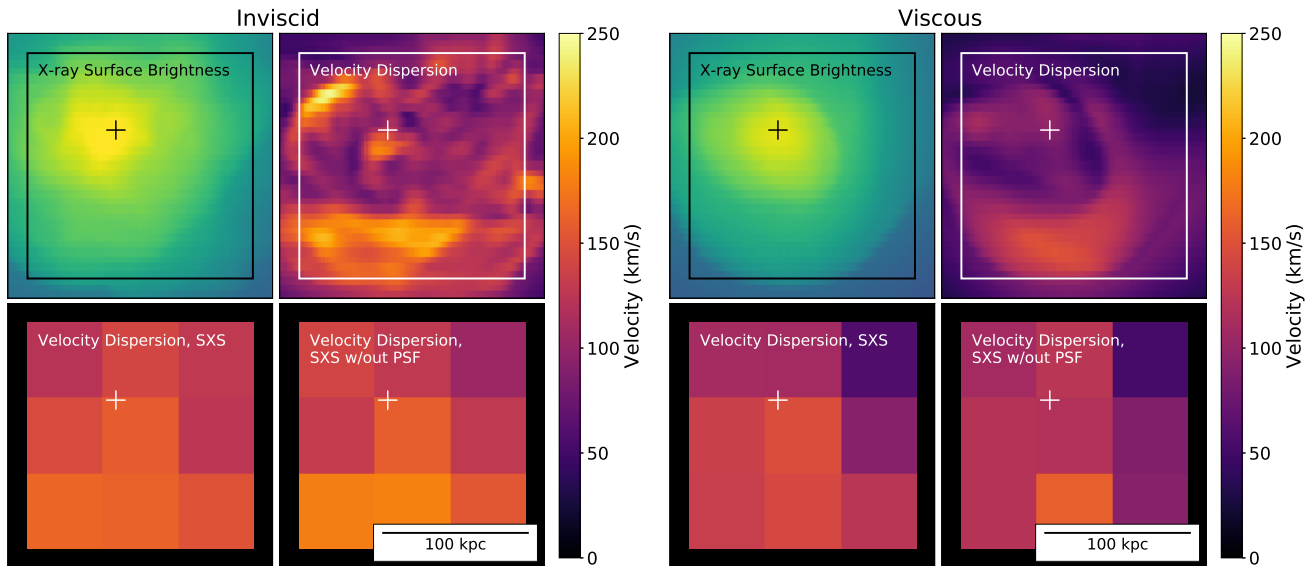 Inviscid
Viscous
X-ray Surface Brightness
Velocity Dispersion
250
200
150
100
50
0
Velocity (km/s)
X-ray Surface Brightness
Velocity Dispersion
250
200
150
100
50
0
Velocity (km/s)
Velocity Dispersion, SXS
Velocity Dispersion,
SXS w/out PSF
100 kpc
Velocity Dispersion, SXS
Velocity Dispersion,
SXS w/out PSF
100 kpc